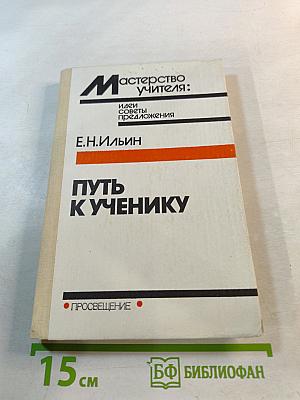 Мастерство
учителя:
идеи
советы
предложения
Е.Н.Ильин
ПУТЬ
К УЧЕНИКУ
• ПРОСВЕЩЕНИЕ •
15 см
БФ БИБЛИОФАН